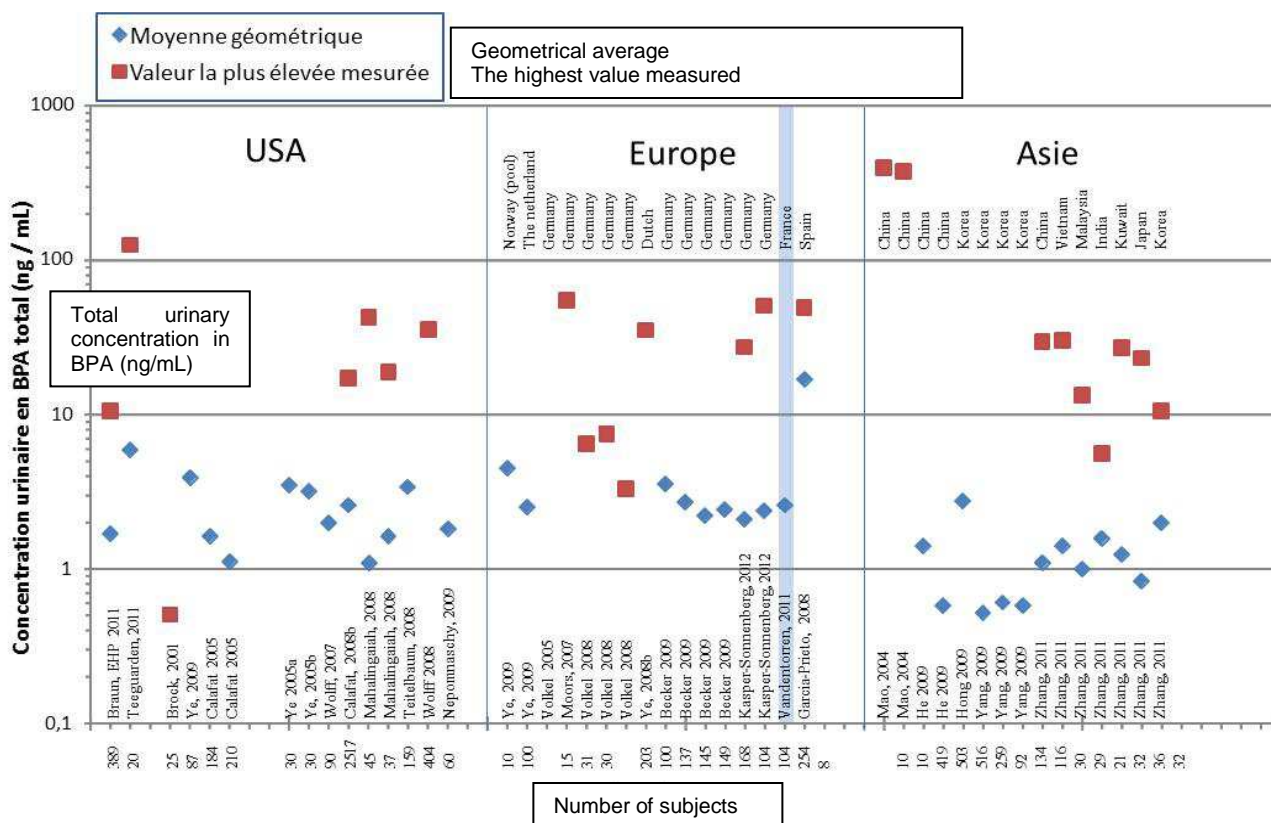 Moyenne géométrique
Valeur la plus élevée mesurée
Geometrical average
The highest value measured
Concentration urinaire en BPA total (ng / mL)
Total urinary
concentration in
BPA (ng/mL)
1000
100
10
1
0,1
USA
Europe
Asie
Norway (pool)
The netherland
Germany
Germany
Germany
Germany
Germany
Dutch
Germany
Germany
Germany
Germany
Germany
Germany
France
Spain
China
China
China
China
Korea
Korea
Korea
Korea
China
Vietnam
Malaysia
India
Kuwait
Japan
Korea
Braun, EHP 2011
Teeguarden, 2011
Brock, 2001
Ye, 2009
Calafat 2005
Calafat 2005
Ye 2005a
Ye, 2005b
Wolff, 2007
Calafat, 2008b
Mahalingaiah, 2008
Mahalingaiah, 2008
Teitelbaum, 2008
Wolff 2008
Nepomnaschy, 2009
Ye, 2009
Ye, 2009
Volkel 2005
Moors, 2007
Volkel 2008
Volkel 2008
Volkel 2008
Ye, 2008b
Becker 2009
Becker 2009
Becker 2009
Becker 2009
Kasper-Sonnenberg, 2012
Kasper-Sonnenberg, 2012
Vandentorren, 2011
Garcia-Prieto, 2008
Mao, 2004
Mao, 2004
He 2009
He 2009
Hong 2009
Yang, 2009
Yang, 2009
Yang, 2009
Zhang, 2011
Zhang, 2011
Zhang, 2011
Zhang, 2011
Zhang, 2011
Zhang, 2011
Zhang, 2011
389
20
25
87
184
210
30
30
90
2517
45
37
159
404
60
10
100
15
31
30
203
100
137
145
149
168
104
104
254
8
10
10
419
503
516
259
92
134
116
30
29
21
32
36
32
Number of subjects